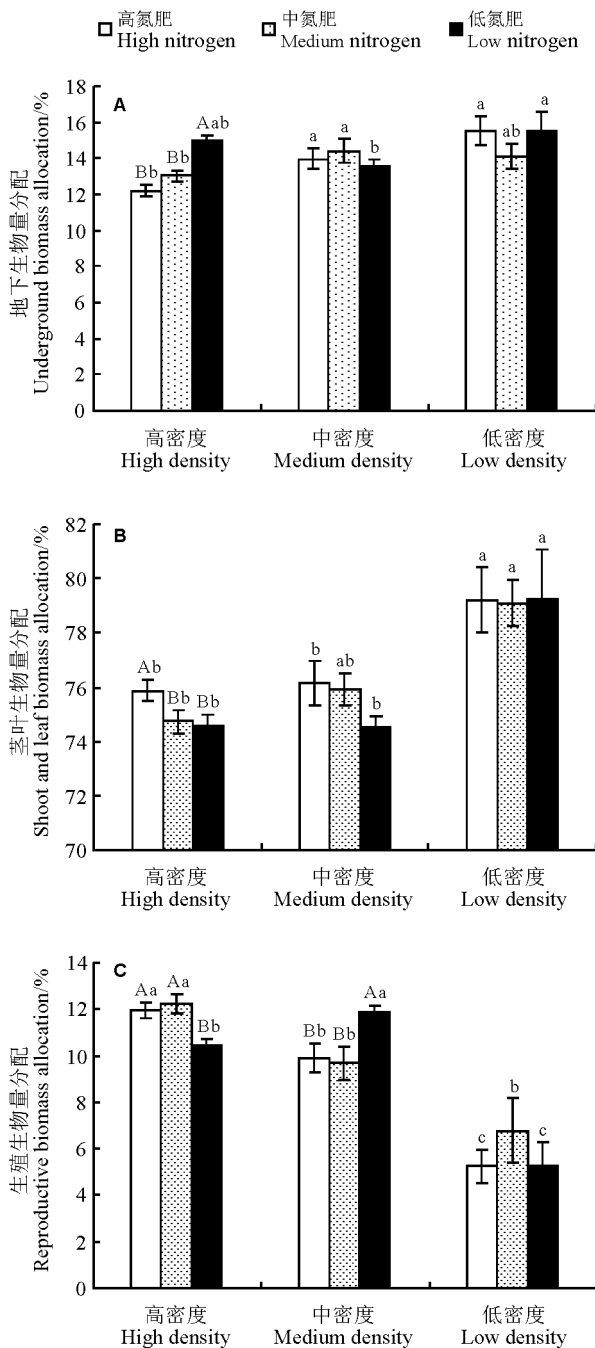 高氮肥 中氮肥 低氮肥
High nitrogen Medium nitrogen Low nitrogen
地下生物量分配
Underground biomass allocation/%
A
18
16
14
12
10
8
6
4
2
0
Bb Bb Aab a a b a ab a
高密度 中密度 低密度
High density Medium density Low density
茎叶生物量分配
Shoot and leaf biomass allocation/%
B
82
80
78
76
74
72
70
Ab Bb Bb b ab b a a a
高密度 中密度 低密度
High density Medium density Low density
生殖生物量分配
Reproductive biomass allocation/%
C
14
12
10
8
6
4
2
0
Aa Aa Bb Bb Bb Aa c b c
高密度 中密度 低密度
High density Medium density Low density